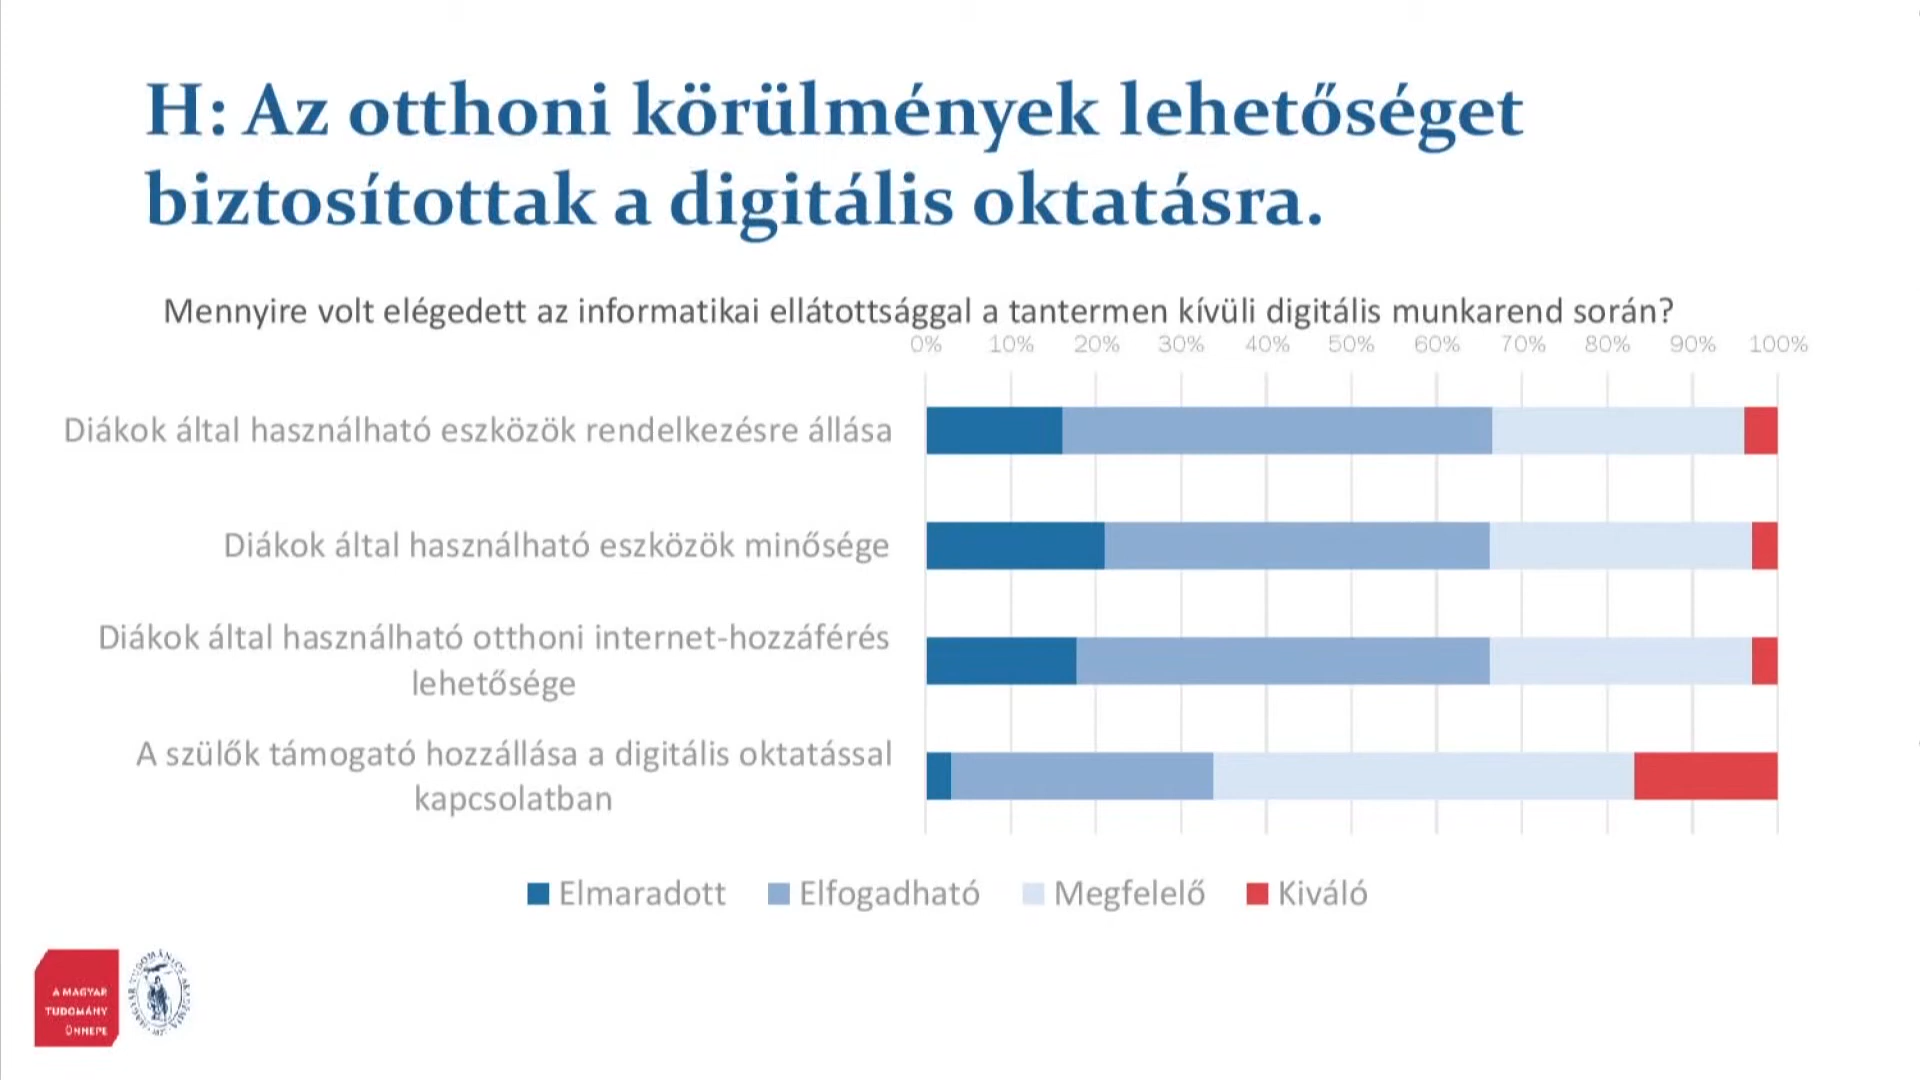 H: Az otthoni körülmények lehetőséget
biztosítottak a digitális oktatásra.
Mennyire volt elégedett az informatikai ellátottsággal a tantermen kívüli digitális munkarend során?
0% 10% 20% 30% 40% 50% 60% 70% 80% 90% 100%
Diákok által használható eszközök rendelkezésre állása
Diákok által használható eszközök minősége
Diákok által használható otthoni internet-hozzáférés
lehetősége
A szülők támogató hozzállása a digitális oktatással
kapcsolatban
Elmaradott Elfogadható Megfelelő Kiváló
A MAGYAR
TUDOMÁNY
ÜNNEPE